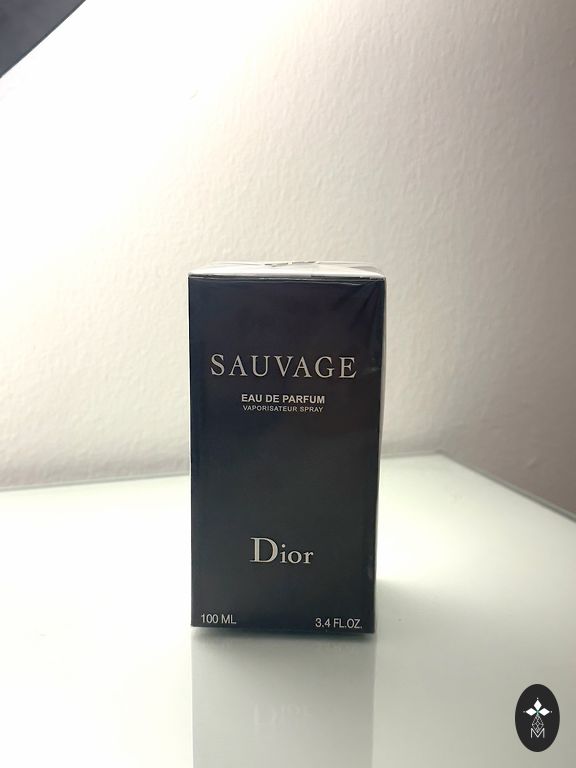 SAUVAGE
EAU DE PARFUM
VAPORISATEUR SPRAY
Dior
100 ML 3.4 FL.OZ.
M